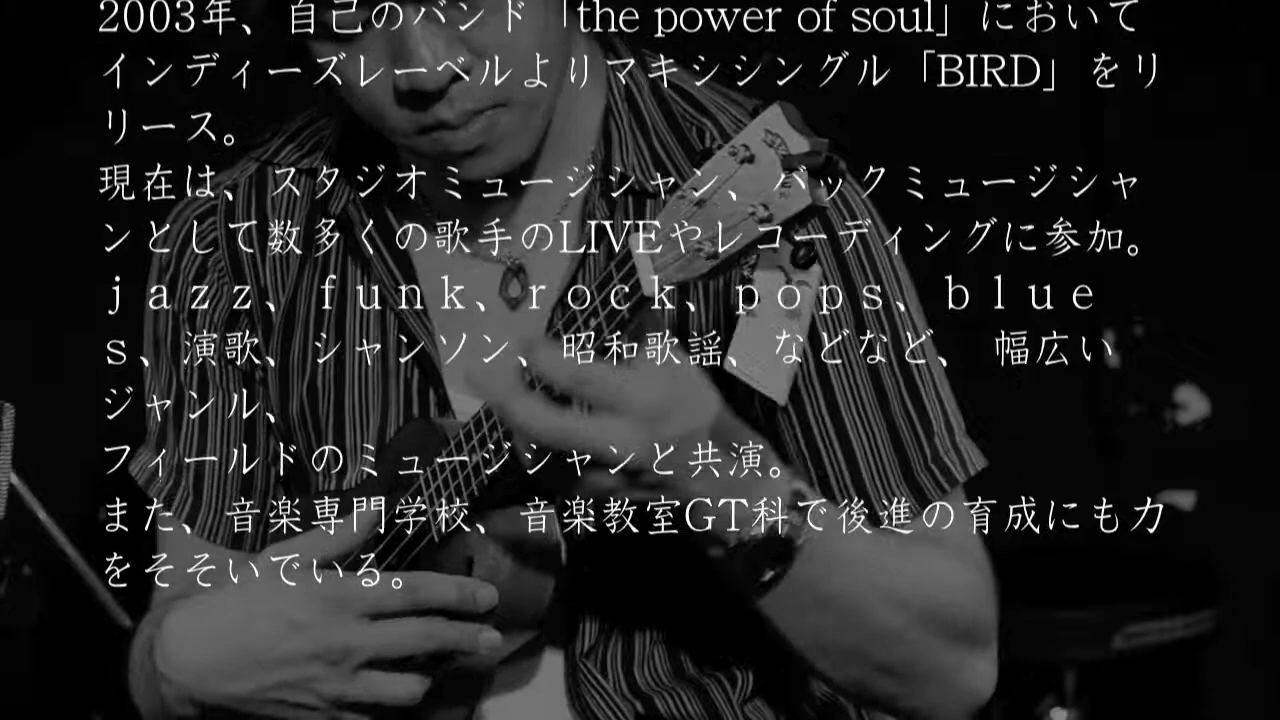 2003年、自己のバンド「the power of soul」において
インディーズレーベルよりマキシシングル「BIRD」をリ
リース。
現在は、スタジオミュージシャン、バックミュージシャ
ンとして数多くの歌手のLIVEやレコーディングに参加。
ｊａｚｚ、ｆｕｎｋ、ｒｏｃｋ、ｐｏｐｓ、ｂｌｕｅ
ｓ、演歌、シャンソン、昭和歌謡、などなど、 幅広い
ジャンル、
フィールドのミュージシャンと共演。
また、音楽専門学校、音楽教室GT科で後進の育成にも力
をそそいでいる。